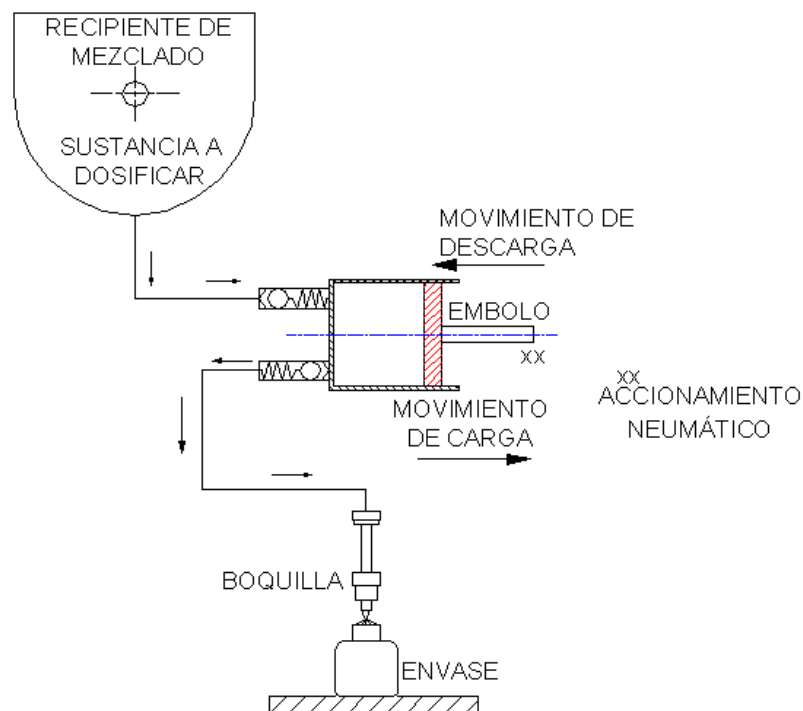 RECIPIENTE DE
MEZCLADO
SUSTANCIA A
DOSIFICAR
MOVIMIENTO DE
DESCARGA
EMBOLO
XX
XX
ACCIONAMIENTO
NEUMÁTICO
MOVIMIENTO
DE CARGA
BOQUILLA
ENVASE